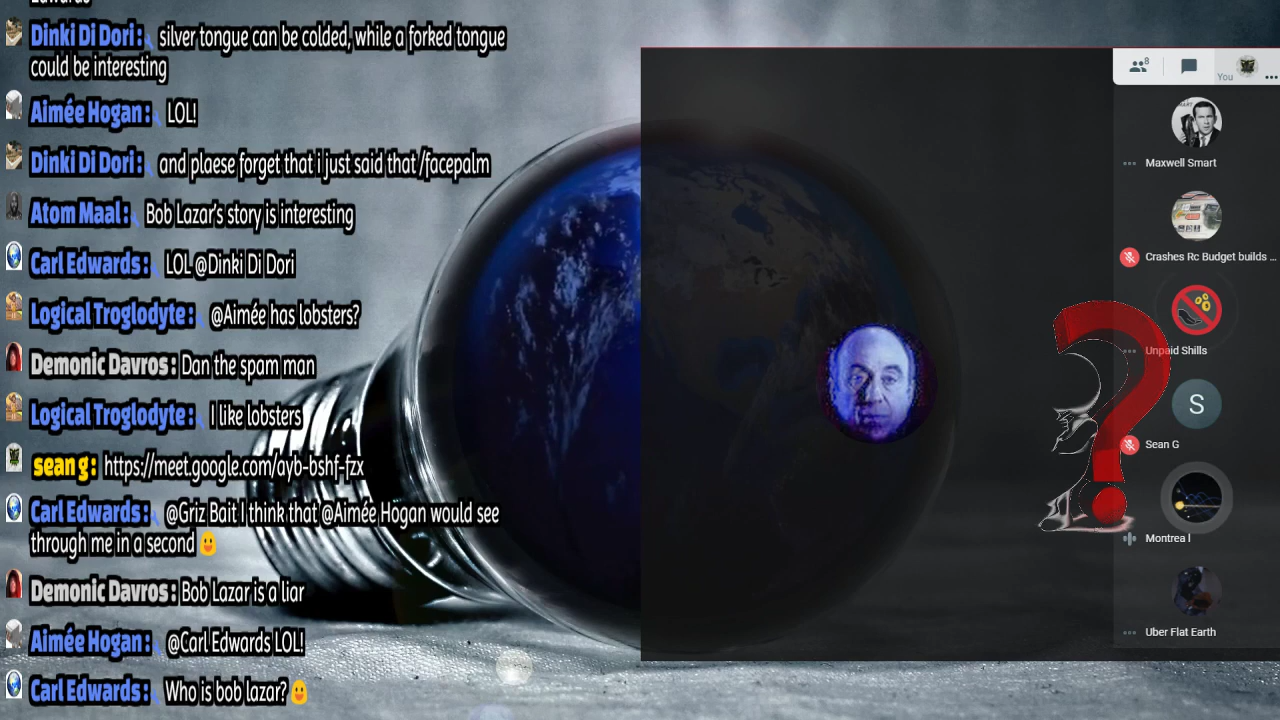 Edwards
Dinki Di Dori : silver tongue can be colded, while a forked tongue
could be interesting
Aimée Hogan : LOL!
Dinki Di Dori : and plaese forget that i just said that /facepalm
Atom Maal : Bob Lazar's story is interesting
Carl Edwards : LOL @Dinki Di Dori
Logical Troglodyte : @Aimée has lobsters?
Demonic Davros : Dan the spam man
Logical Troglodyte : I like lobsters
sean g : https://meet.google.com/ayb-bshf-fzx
Carl Edwards : @Griz Bait I think that @Aimée Hogan would see
through me in a second
Demonic Davros : Bob Lazar is a liar
Aimée Hogan : @Carl Edwards LOL!
Carl Edwards : Who is bob lazar?
8
You
Maxwell Smart
Crashes Rc Budget builds ...
Unpaid Shills
S
Sean G
Montrea l
Uber Flat Earth